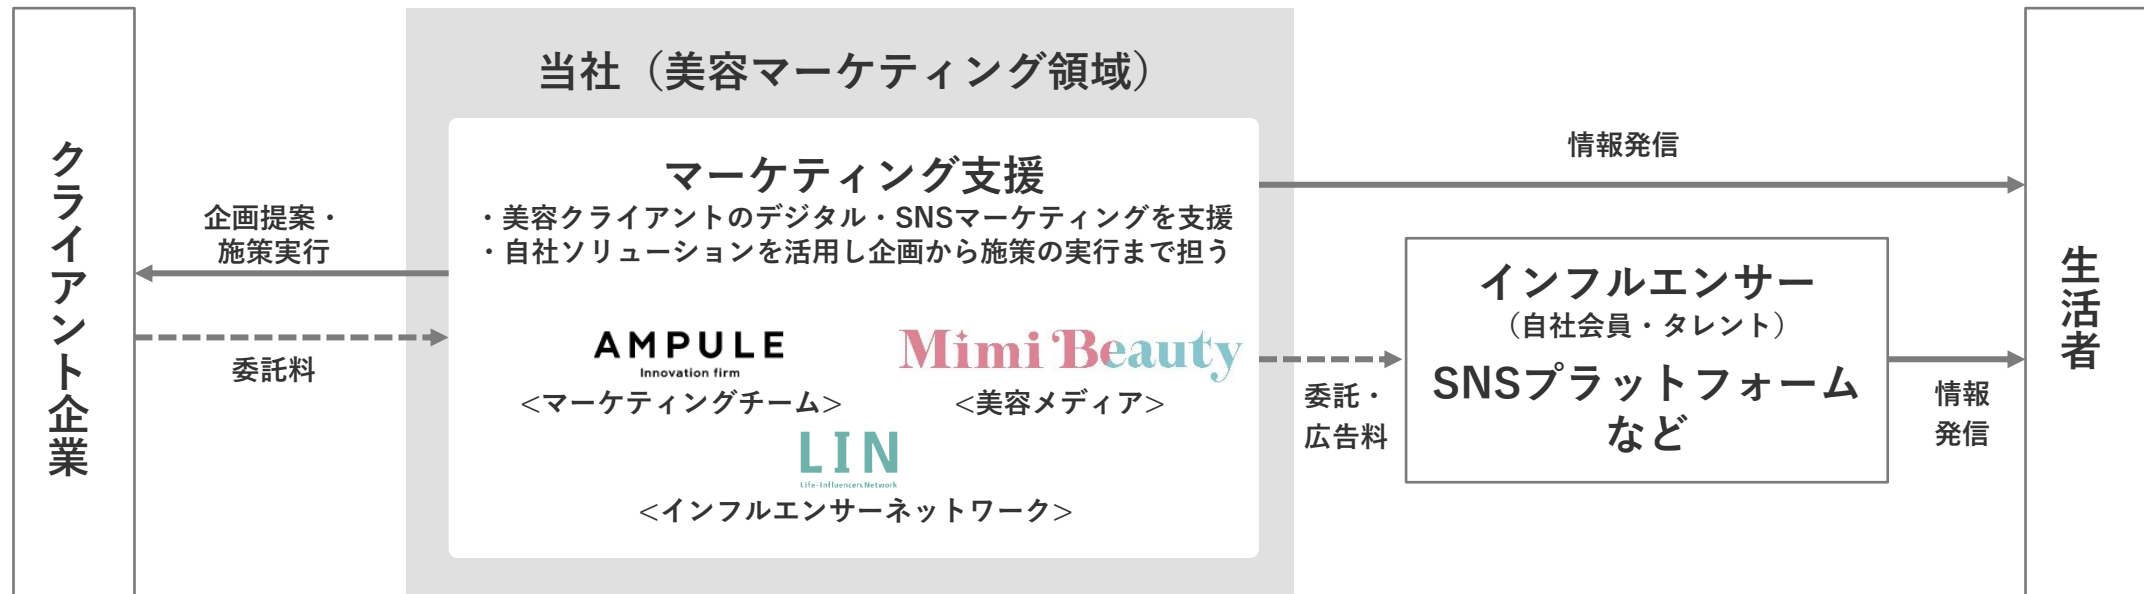 クライアント企業
企画提案・
施策実行
委託料
当社（美容マーケティング領域）
マーケティング支援
・美容クライアントのデジタル・SNSマーケティングを支援
・自社ソリューションを活用し企画から施策の実行まで担う
AMPULE
Innovation firm
<マーケティングチーム>
Mimi Beauty
<美容メディア>
LIN
Life-Influencers Network
<インフルエンサーネットワーク>
情報発信
委託・
広告料
インフルエンサー
（自社会員・タレント）
SNSプラットフォーム
など
情報
発信
生活者